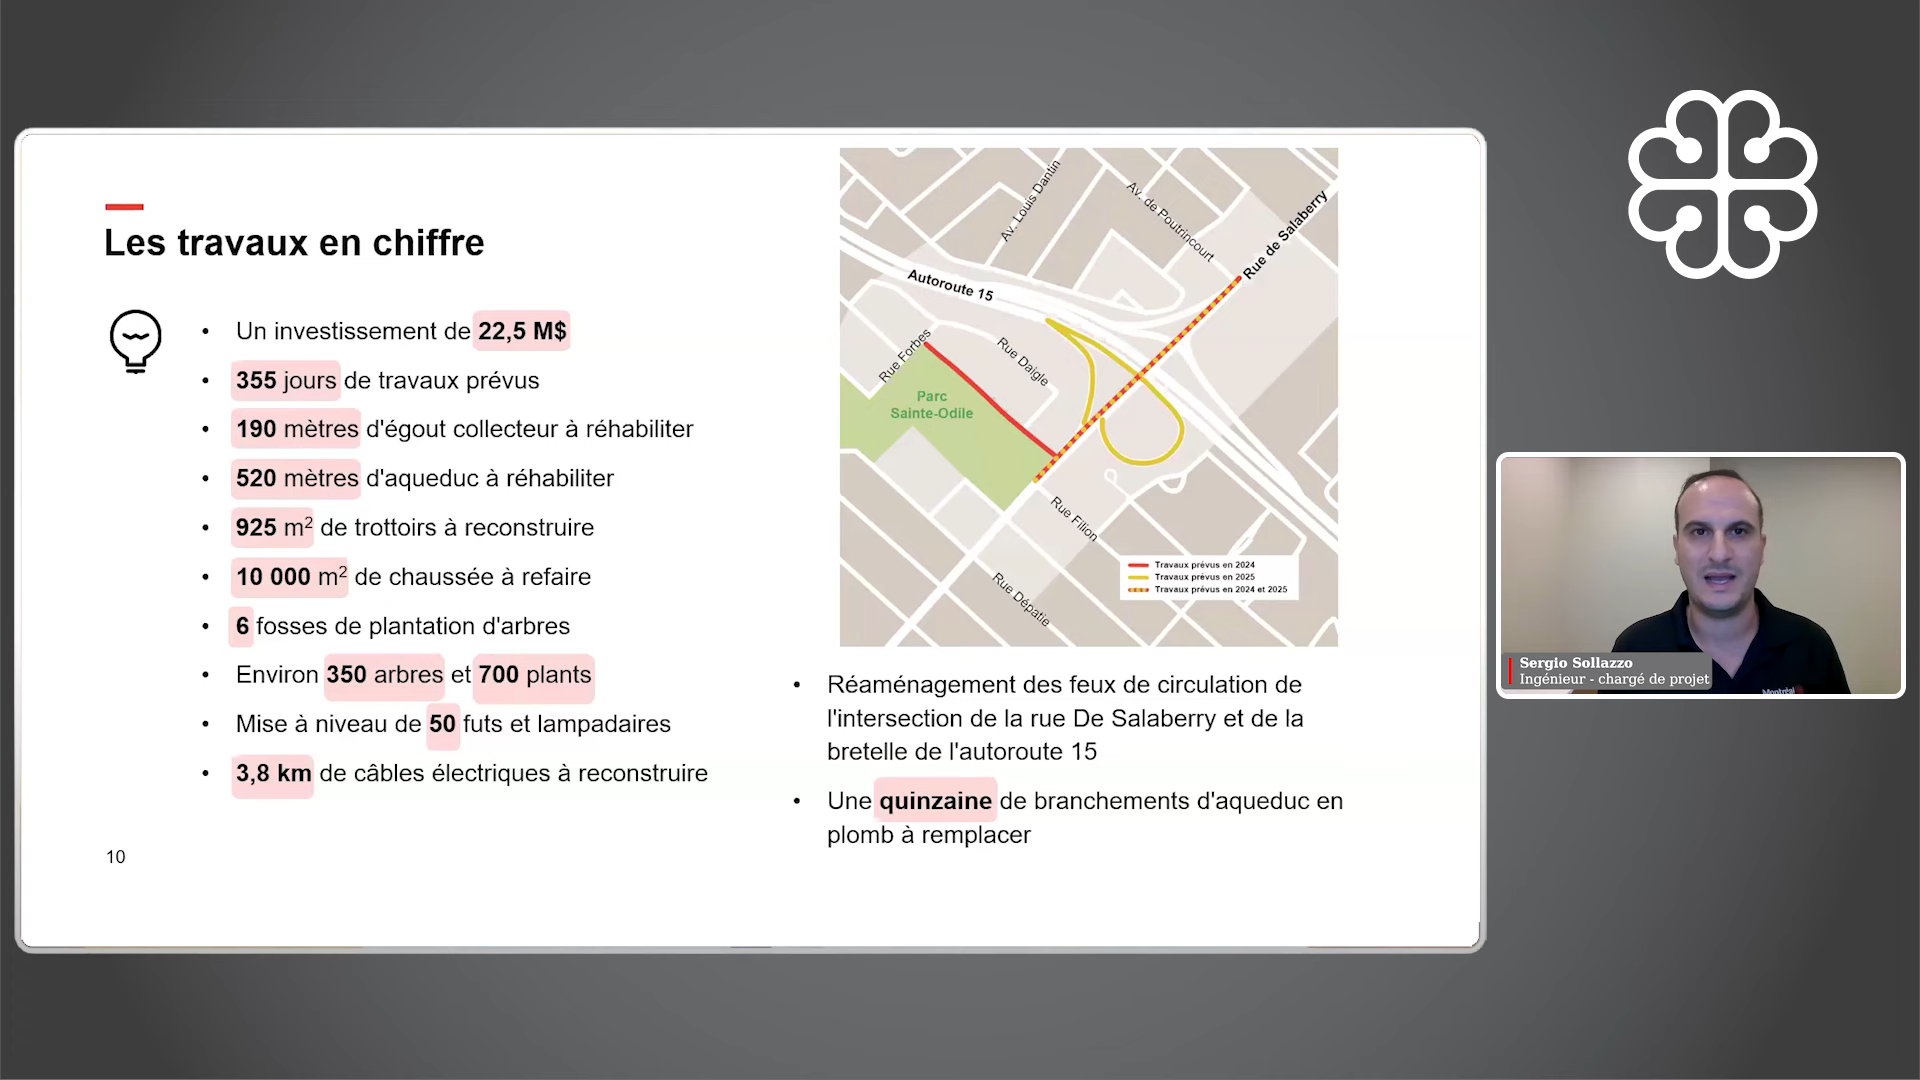 Les travaux en chiffre
• Un investissement de 22,5 M$
• 355 jours de travaux prévus
• 190 mètres d'égout collecteur à réhabiliter
• 520 mètres d'aqueduc à réhabiliter
• 925 m² de trottoirs à reconstruire
• 10 000 m² de chaussée à refaire
• 6 fosses de plantation d'arbres
• Environ 350 arbres et 700 plants
• Mise à niveau de 50 futs et lampadaires
• 3,8 km de câbles électriques à reconstruire
10
Av. Louis Dantin
Av. de Poutrincourt
Rue de Salaberry
Autoroute 15
Rue Forbes
Rue Daigle
Parc
Sainte-Odile
Rue Filion
Rue Dépatie
Travaux prévus en 2024
Travaux prévus en 2025
Travaux prévus en 2024 et 2025
• Réaménagement des feux de circulation de
l'intersection de la rue De Salaberry et de la
bretelle de l'autoroute 15
• Une quinzaine de branchements d'aqueduc en
plomb à remplacer
Sergio Sollazzo
Ingénieur - chargé de projet
Montréal